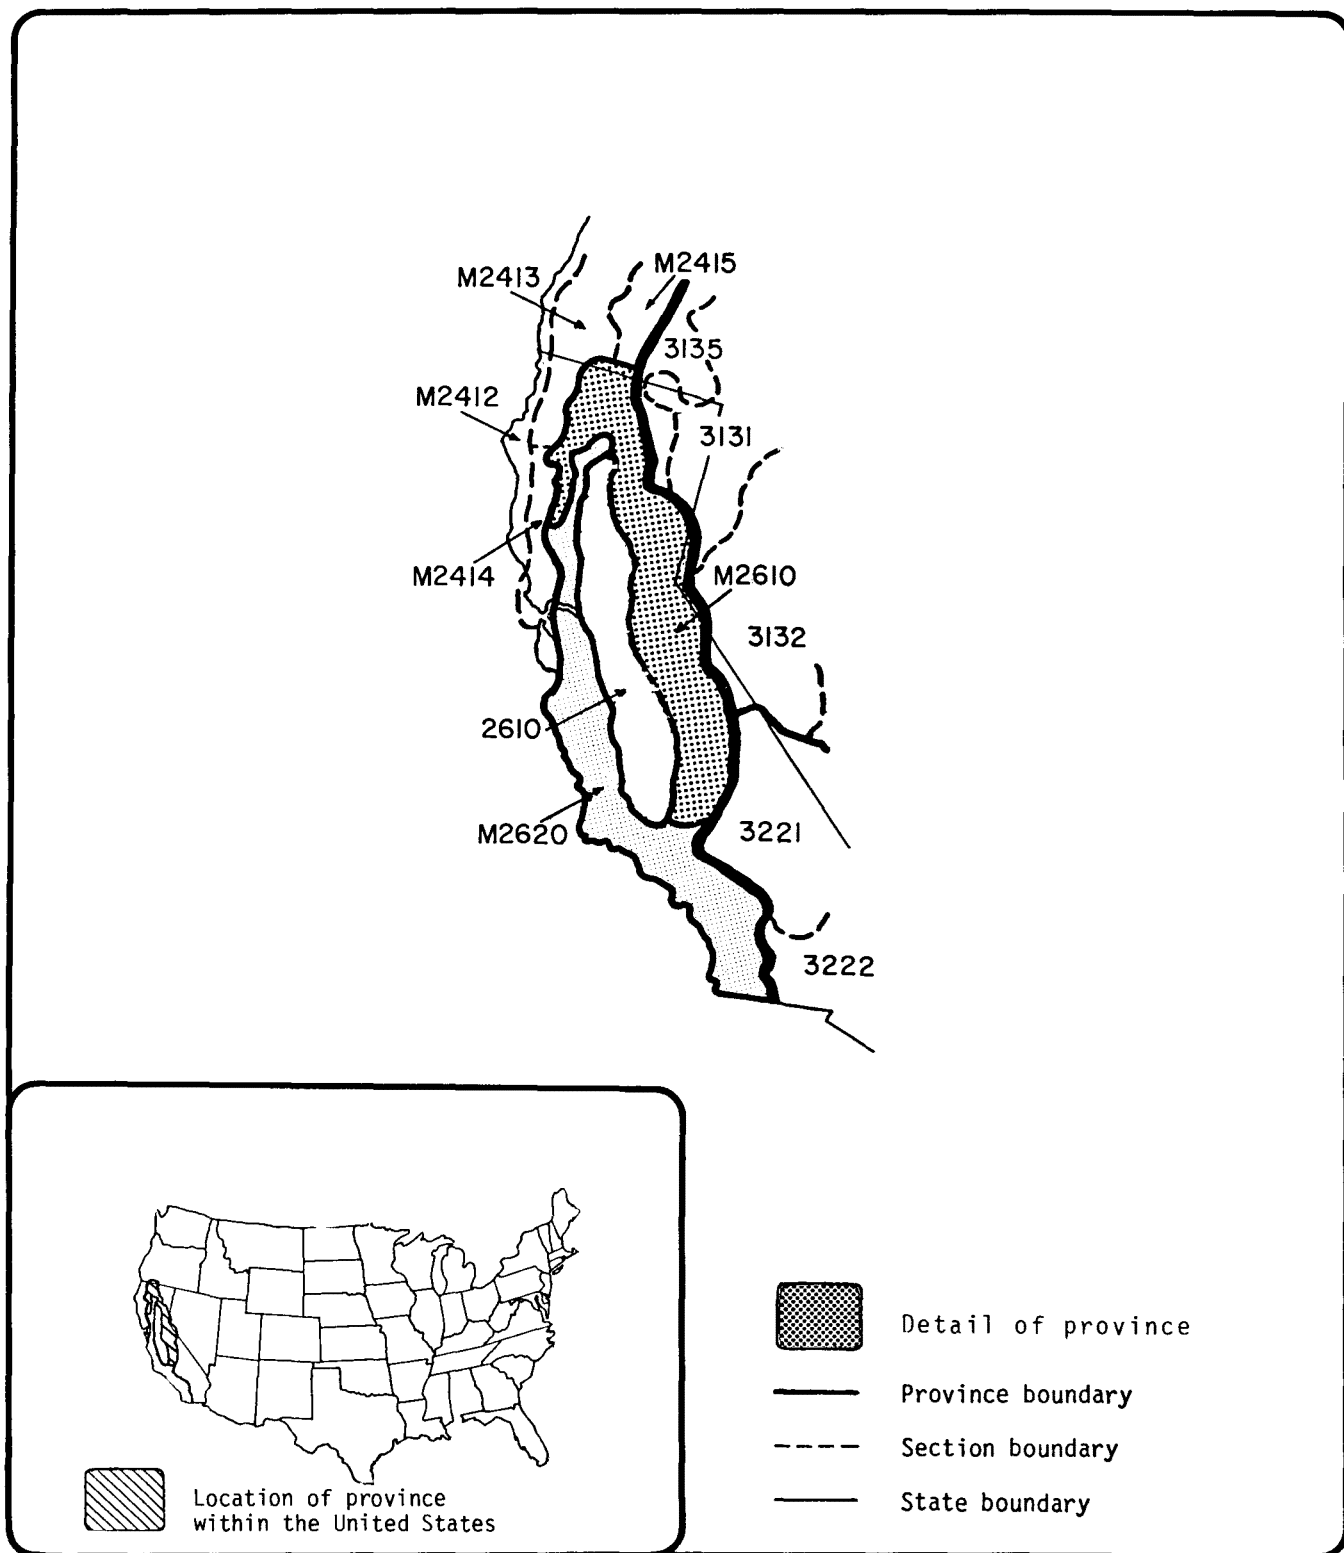 M2413
M2415
3135
M2412
3131
M2414
M2610
3132
2610
M2620
3221
3222
Detail of province
Province boundary
Section boundary
State boundary
Location of province
within the United States